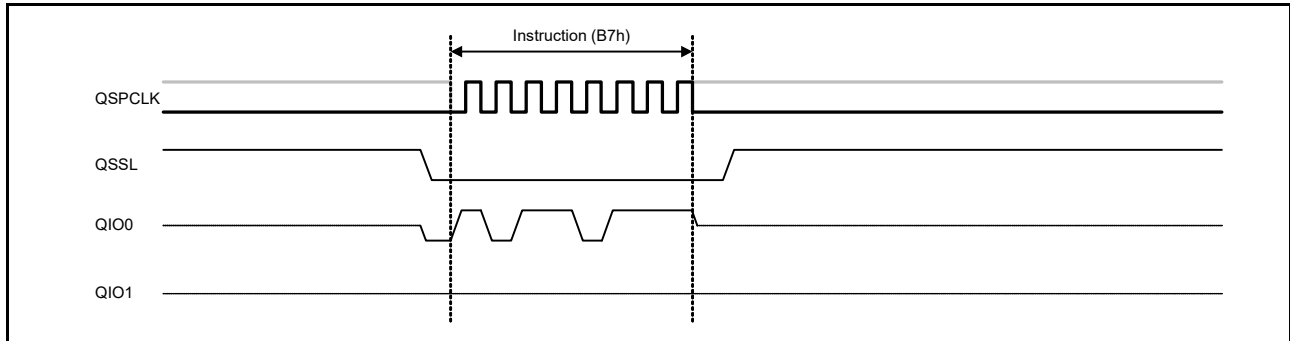 Instruction (B7h)
QSPCLK
QSSL
QIO0
QIO1